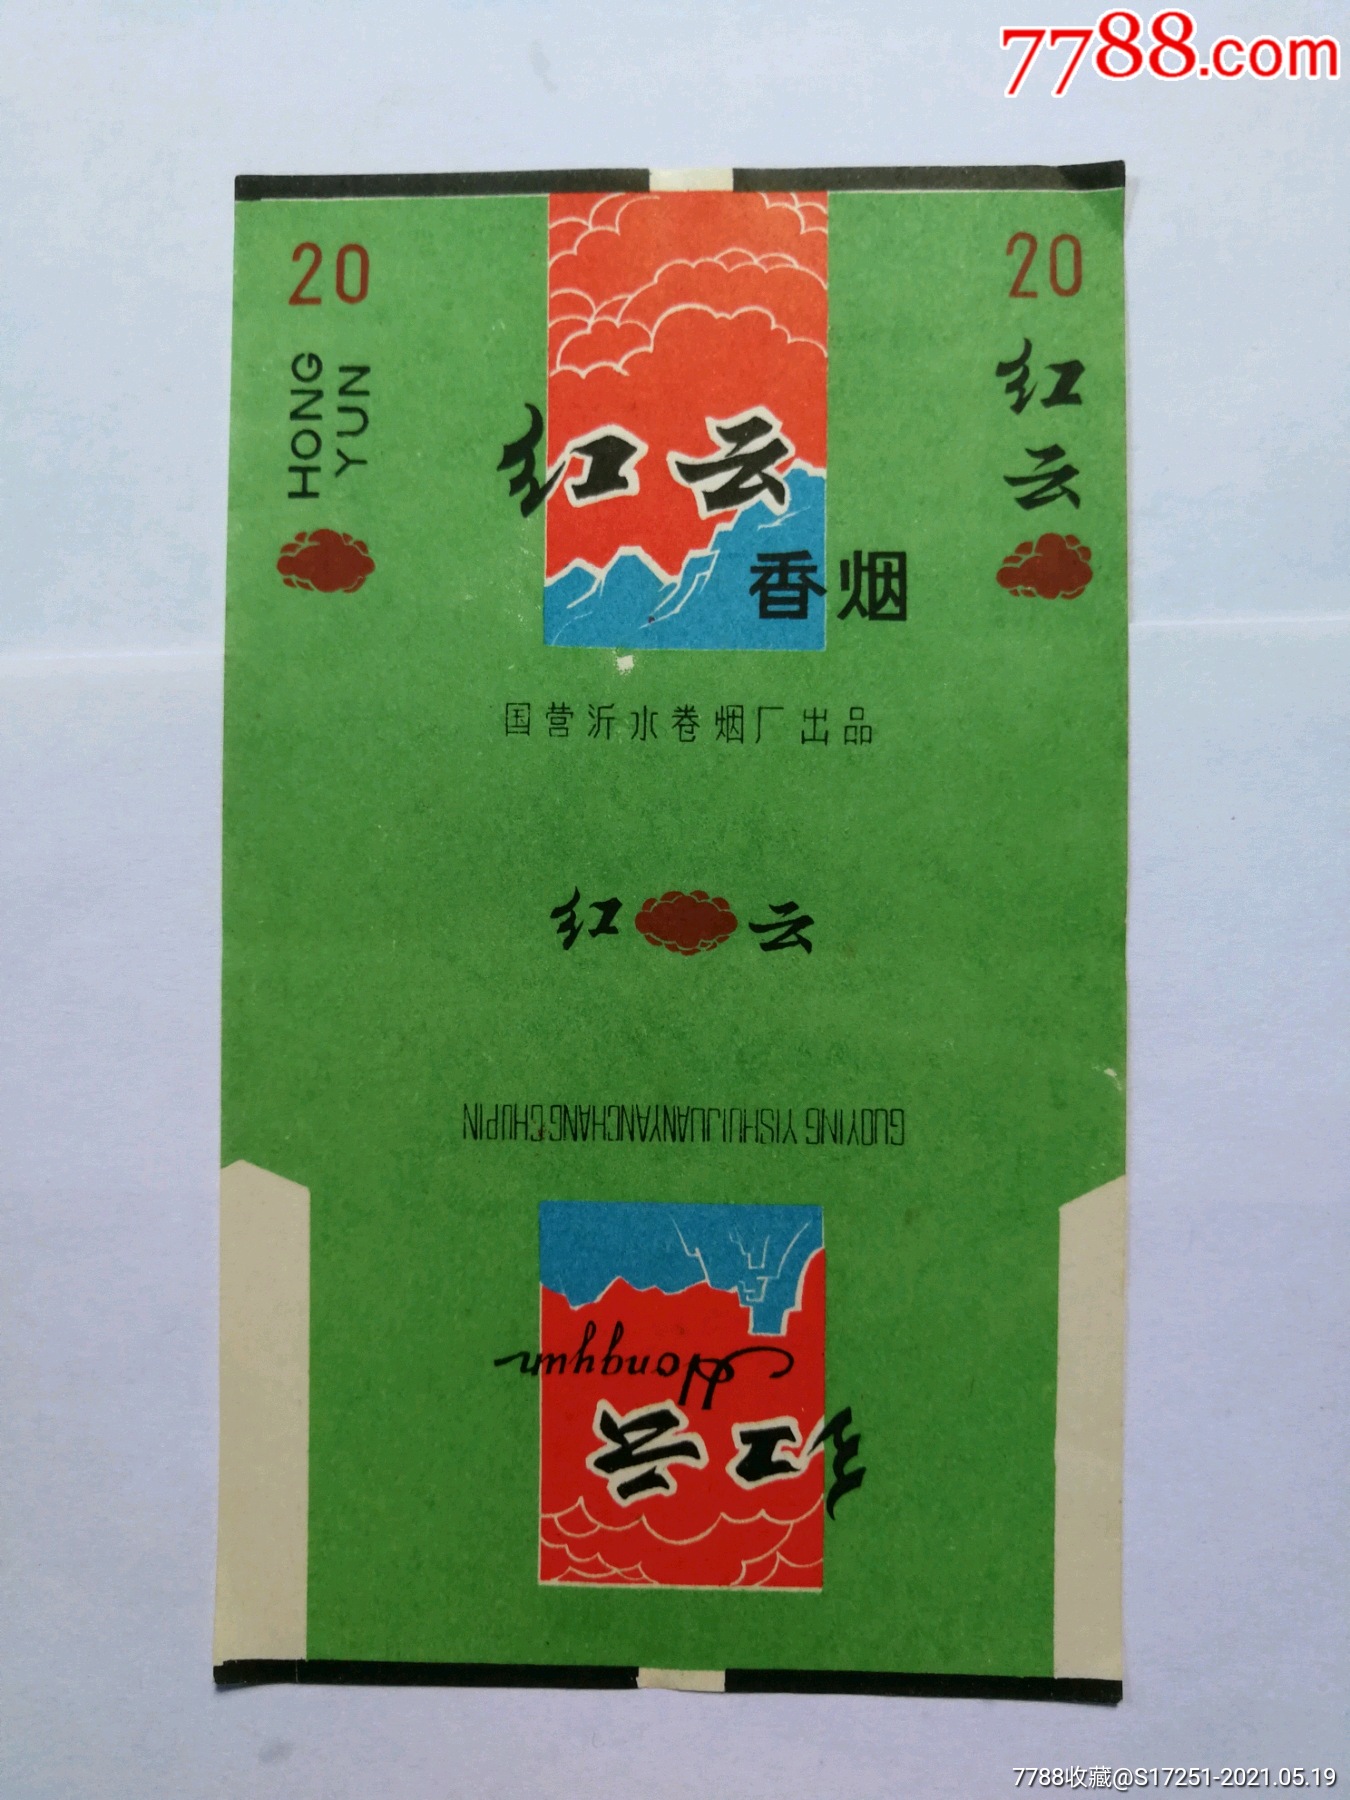 7788.com
20
20
HONG
YUN
红云
红云
香烟
国营沂水卷烟厂出品
红云
GUOYING YISHUIJUANYANCHANGCHUPIN
Hongyun
红云
7788收藏@S17251-2021.05.19